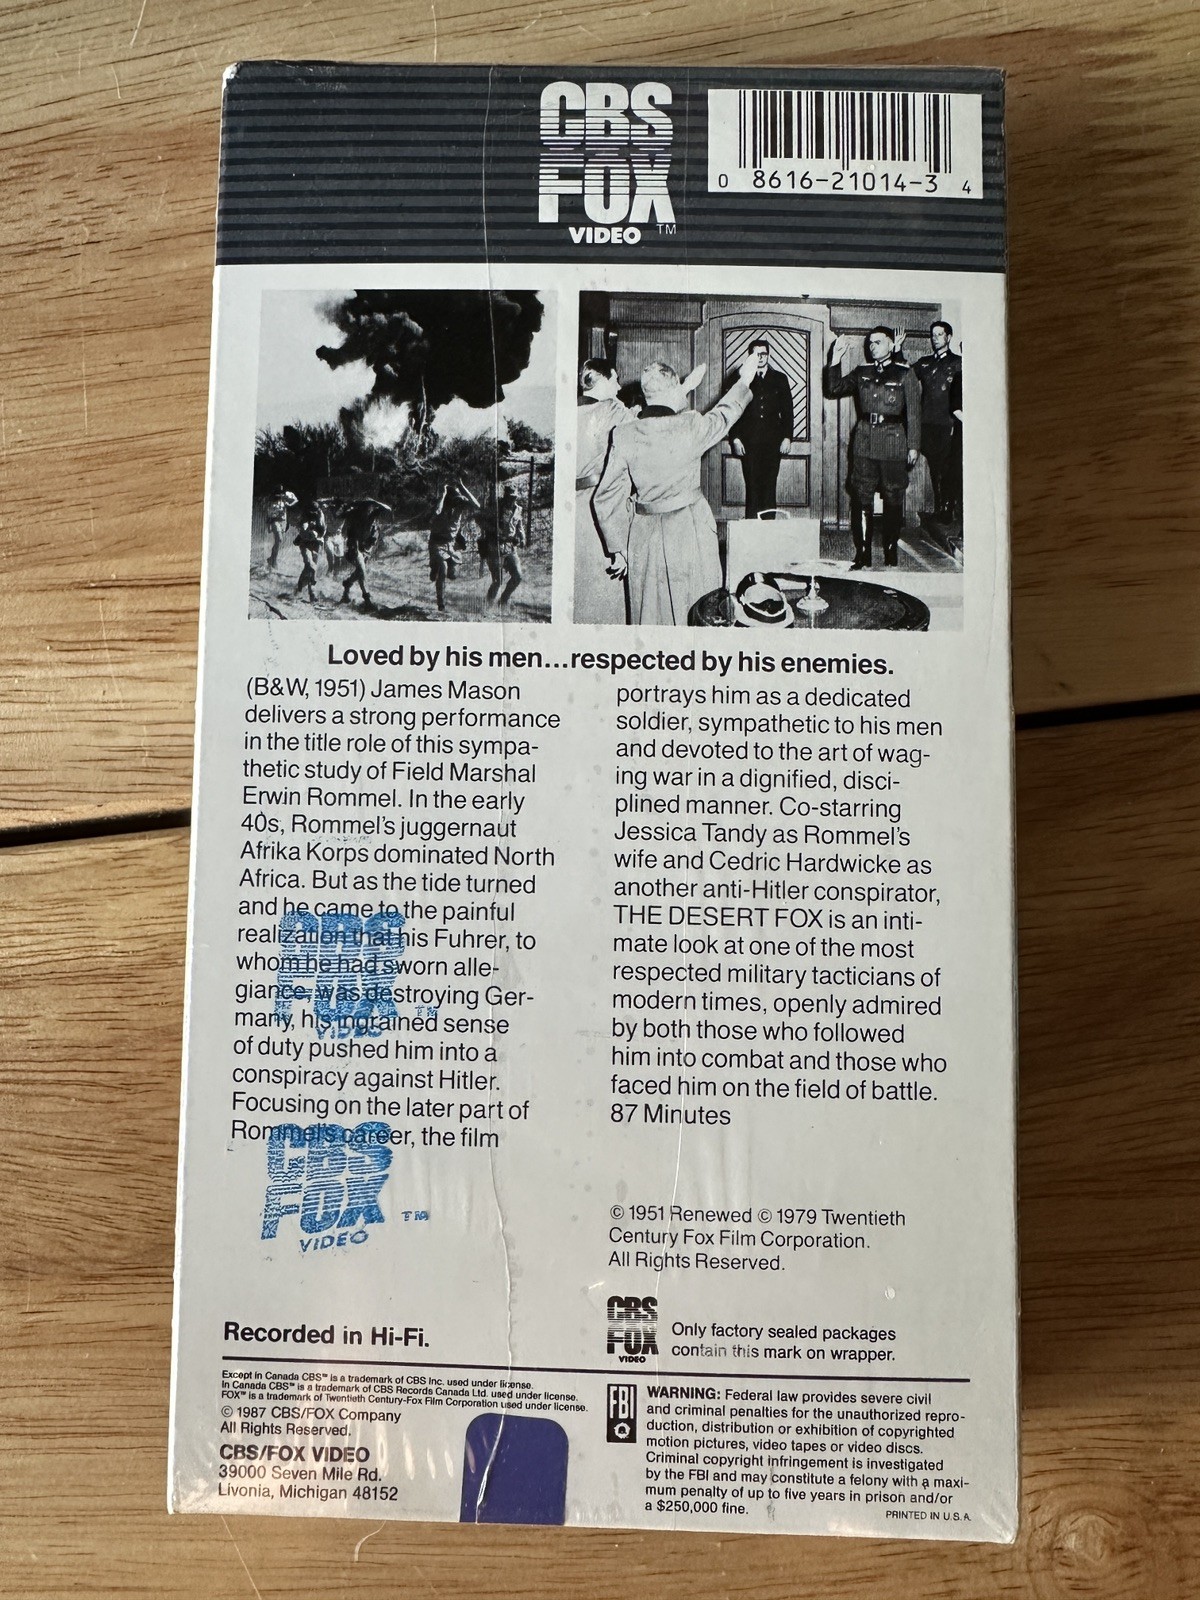 CBS
FOX
VIDEO
TM
0 8616-21014-3 4
Loved by his men...respected by his enemies.
(B&W, 1951) James Mason
delivers a strong performance
in the title role of this sympa-
thetic study of Field Marshal
Erwin Rommel. In the early
40s, Rommel's juggernaut
Afrika Korps dominated North
Africa. But as the tide turned
and he came to the painful
realization that his Fuhrer, to
whom he had sworn alle-
giance, was destroying Ger-
many, his ingrained sense
of duty pushed him into a
conspiracy against Hitler.
Focusing on the later part of
Rommel's career, the film
portrays him as a dedicated
soldier, sympathetic to his men
and devoted to the art of wag-
ing war in a dignified, disci-
plined manner. Co-starring
Jessica Tandy as Rommel's
wife and Cedric Hardwicke as
another anti-Hitler conspirator,
THE DESERT FOX is an inti-
mate look at one of the most
respected military tacticians of
modern times, openly admired
by both those who followed
him into combat and those who
faced him on the field of battle.
87 Minutes
CBS
FOX
TM
VIDEO
CBS
FOX
TM
VIDEO
© 1951 Renewed © 1979 Twentieth
Century Fox Film Corporation.
All Rights Reserved.
Recorded in Hi-Fi.
CBS
FOX
VIDEO
Only factory sealed packages
contain this mark on wrapper.
Except in Canada CBS™ is a trademark of CBS Inc. used under license.
In Canada CBS™ is a trademark of CBS Records Canada Ltd. used under license.
FOX™ is a trademark of Twentieth Century-Fox Film Corporation used under license.
© 1987 CBS/FOX Company
All Rights Reserved.
CBS/FOX VIDEO
39000 Seven Mile Rd.
Livonia, Michigan 48152
FBI
WARNING: Federal law provides severe civil
and criminal penalties for the unauthorized repro-
duction, distribution or exhibition of copyrighted
motion pictures, video tapes or video discs.
Criminal copyright infringement is investigated
by the FBI and may constitute a felony with a maxi-
mum penalty of up to five years in prison and/or
a $250,000 fine.
PRINTED IN U.S.A.